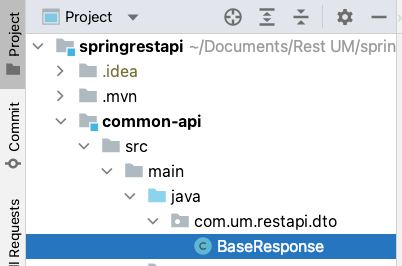 Project
Commit
ll Requests
Project
springrestapi ~/Documents/Rest UM/sprin
.idea
.mvn
common-api
src
main
java
com.um.restapi.dto
C BaseResponse